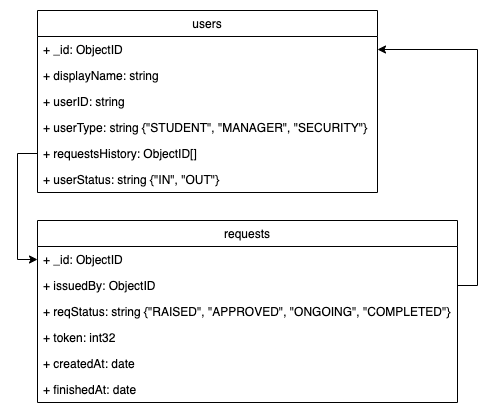 users
+ _id: ObjectID
+ displayName: string
+ userID: string
+ userType: string {"STUDENT", "MANAGER", "SECURITY"}
+ requestsHistory: ObjectID[]
+ userStatus: string {"IN", "OUT"}
requests
+ _id: ObjectID
+ issuedBy: ObjectID
+ reqStatus: string {"RAISED", "APPROVED", "ONGOING", "COMPLETED"}
+ token: int32
+ createdAt: date
+ finishedAt: date